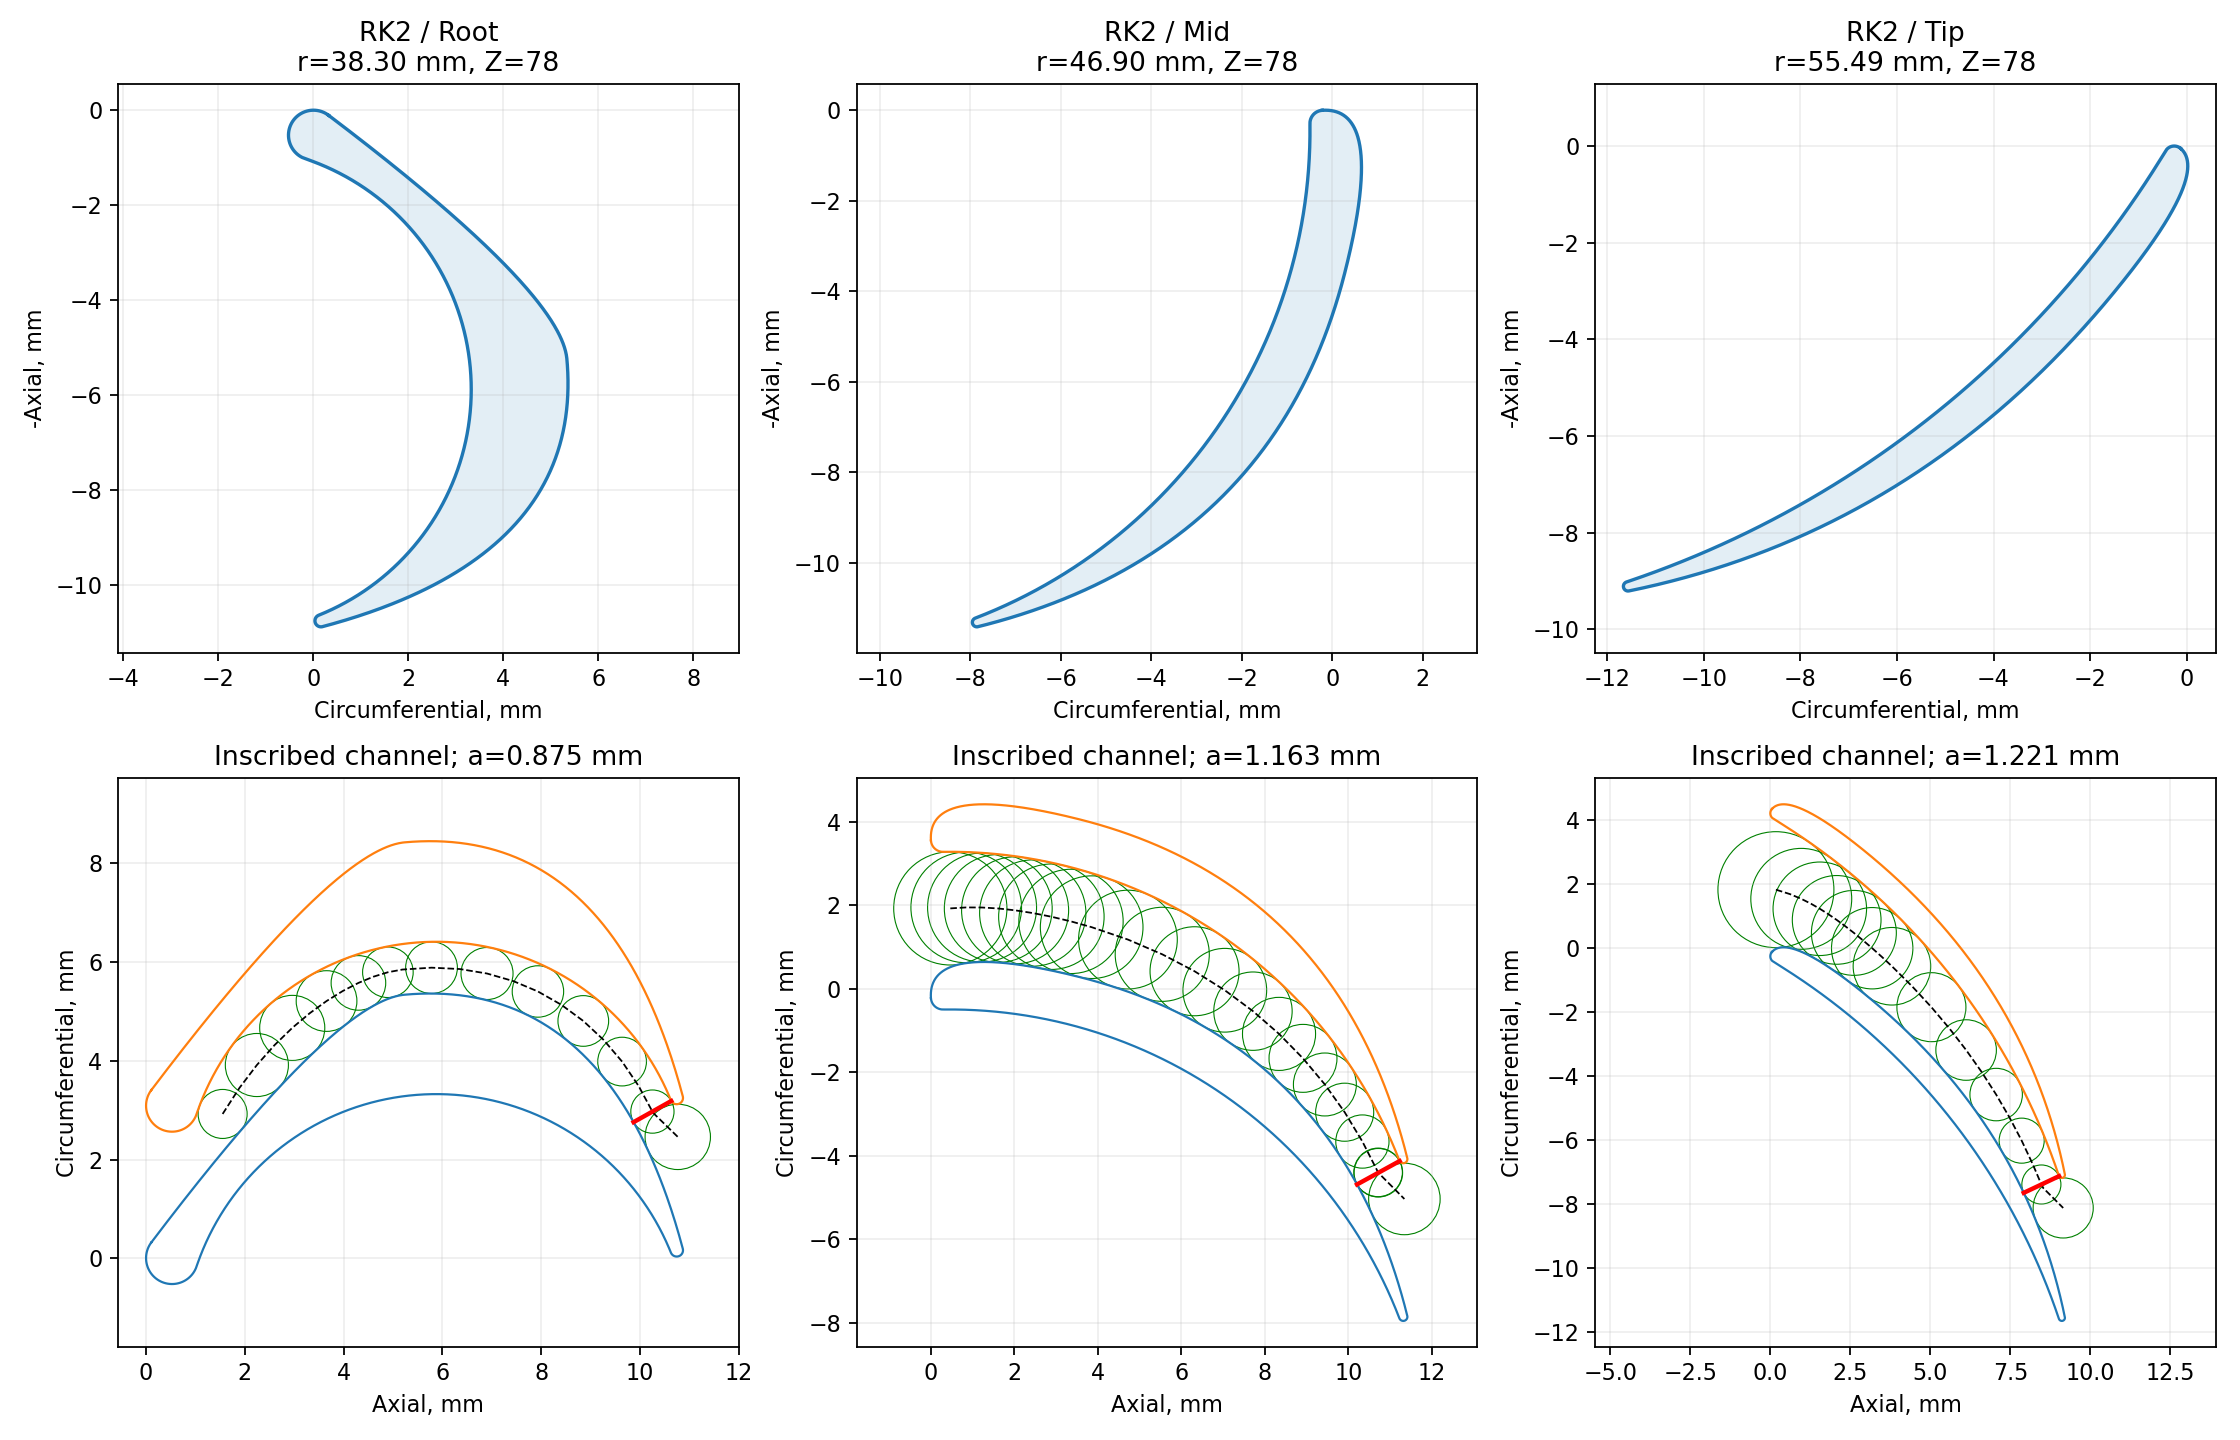 RK2 / Root
r=38.30 mm, Z=78
RK2 / Mid
r=46.90 mm, Z=78
RK2 / Tip
r=55.49 mm, Z=78
0
−2
−4
−6
−8
−10
-Axial, mm
−4 −2 0 2 4 6 8
Circumferential, mm
0
−2
−4
−6
−8
−10
-Axial, mm
−10 −8 −6 −4 −2 0 2
Circumferential, mm
0
−2
−4
−6
−8
−10
-Axial, mm
−12 −10 −8 −6 −4 −2 0
Circumferential, mm
Inscribed channel; a=0.875 mm
8
6
4
2
0
Circumferential, mm
0 2 4 6 8 10 12
Axial, mm
Inscribed channel; a=1.163 mm
4
2
0
−2
−4
−6
−8
Circumferential, mm
0 2 4 6 8 10 12
Axial, mm
Inscribed channel; a=1.221 mm
4
2
0
−2
−4
−6
−8
−10
−12
Circumferential, mm
−5.0 −2.5 0.0 2.5 5.0 7.5 10.0 12.5
Axial, mm